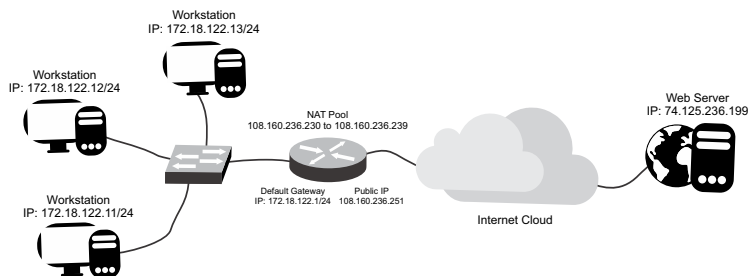 Workstation
IP: 172.18.122.13/24
Workstation
IP: 172.18.122.12/24
NAT Pool
108.160.236.230 to 108.160.236.239
Web Server
IP: 74.125.236.199
Default Gateway
IP: 172.18.122.1/24
Public IP
108.160.236.251
Workstation
IP: 172.18.122.11/24
Internet Cloud